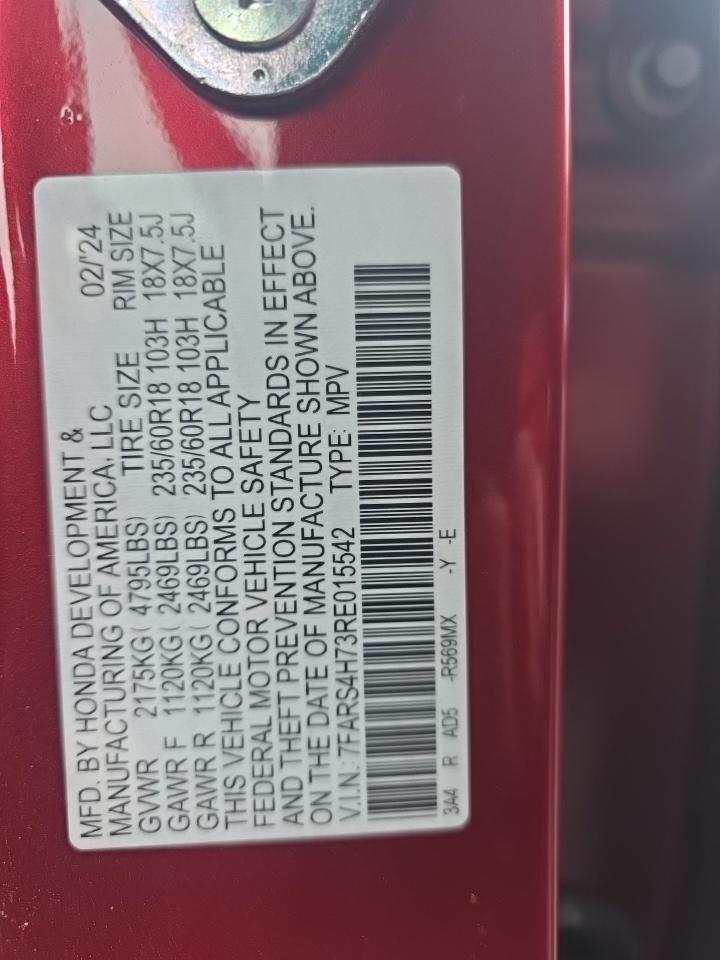 MFD. BY HONDA DEVELOPMENT &
MANUFACTURING OF AMERICA, LLC 02/'24
GVWR 2175KG( 4795LBS) TIRE SIZE RIM SIZE
GAWR F 1120KG( 2469LBS) 235/60R18 103H 18X7.5J
GAWR R 1120KG( 2469LBS) 235/60R18 103H 18X7.5J
THIS VEHICLE CONFORMS TO ALL APPLICABLE
FEDERAL MOTOR VEHICLE SAFETY
AND THEFT PREVENTION STANDARDS IN EFFECT
ON THE DATE OF MANUFACTURE SHOWN ABOVE.
V.I.N.: 7FARS4H73RE015542 TYPE: MPV
3A4 R AD5 -R569MX -Y -E